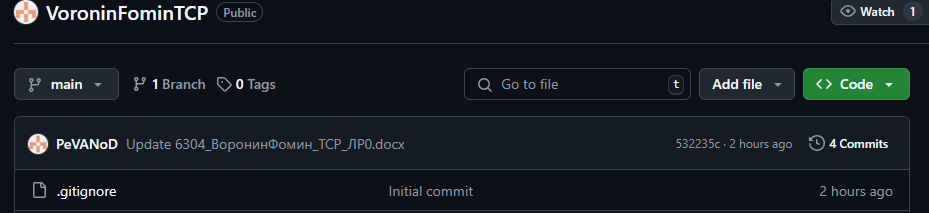 VoroninFominTCP Public Watch 1
main 1 Branch 0 Tags Go to file t Add file Code
PeVANoD Update 6304_ВоронинФомин_TCP_ЛР0.docx 532235c · 2 hours ago 4 Commits
.gitignore Initial commit 2 hours ago